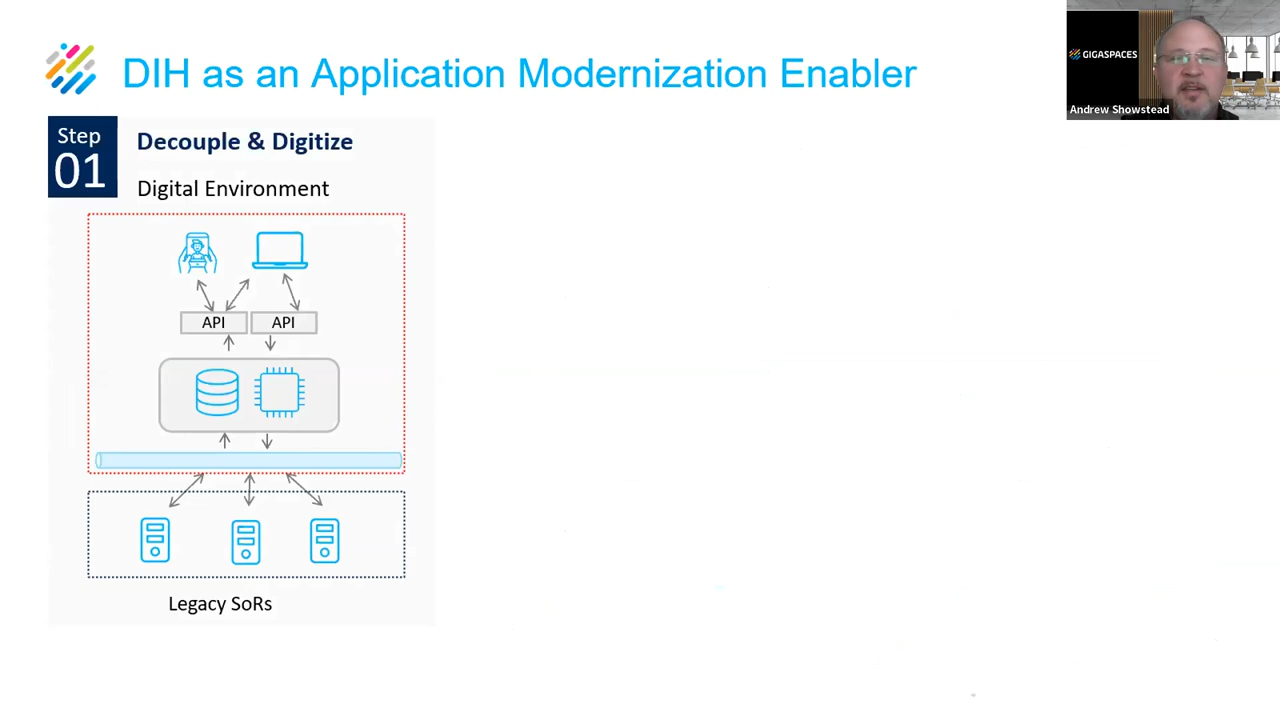 DIH as an Application Modernization Enabler
GIGASPACES
Andrew Showstead
Step
01
Decouple & Digitize
Digital Environment
API
API
Legacy SoRs